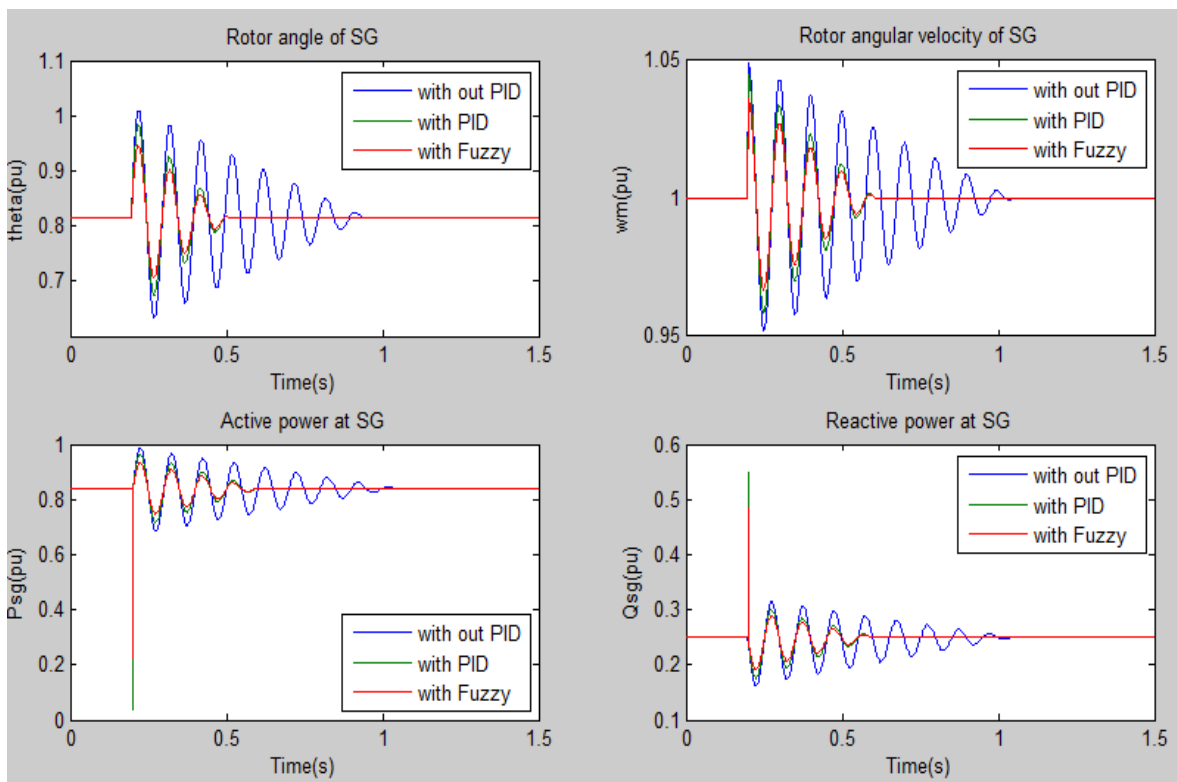 Rotor angle of SG
1.1
1
0.9
0.8
0.7
theta(pu)
with out PID
with PID
with Fuzzy
0
0.5
1
1.5
Time(s)
Rotor angular velocity of SG
1.05
1
0.95
wm(pu)
with out PID
with PID
with Fuzzy
0
0.5
1
1.5
Time(s)
Active power at SG
1
0.8
0.6
0.4
0.2
0
Psg(pu)
with out PID
with PID
with Fuzzy
0
0.5
1
1.5
Time(s)
Reactive power at SG
0.6
0.5
0.4
0.3
0.2
0.1
Qsg(pu)
with out PID
with PID
with Fuzzy
0
0.5
1
1.5
Time(s)